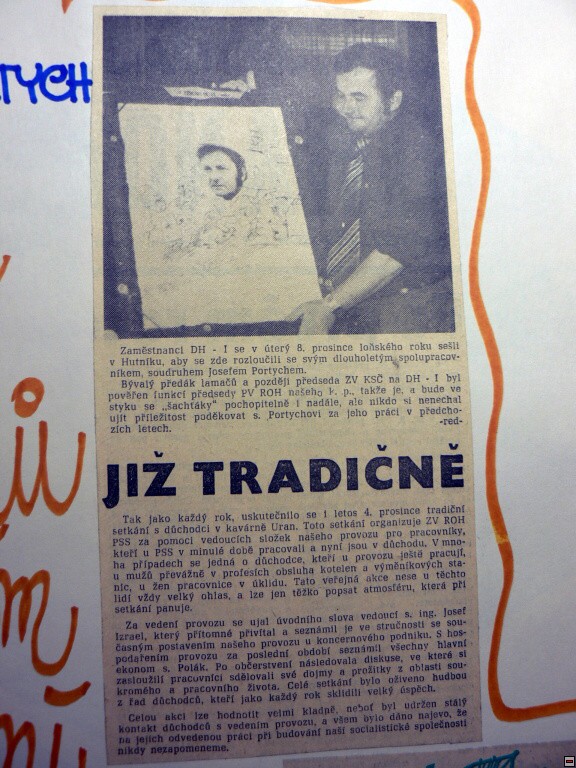 TYCH
Zaměstnanci DH - I se v úterý 8. prosince loňského roku sešli
v Hutníku, aby se zde rozloučili se svým dlouholetým spolupracov-
níkem, soudruhem Josefem Portychem.
Bývalý předák lamačů a později předseda ZV KSČ na DH - I byl
pověřen funkcí předsedy PV ROH našeho k. p., takže je, a bude ve
styku se „šachťáky" pochopitelně i nadále, ale nikdo si nenechal
ujít příležitost poděkovat s. Portychovi za jeho práci v předcho-
zích letech. -red-
JIŽ TRADIČNĚ
Tak jako každý rok, uskutečnilo se i letos 4. prosince tradiční
setkání s důchodci v kavárně Uran. Toto setkání organizuje ZV ROH
PSS za pomoci vedoucích složek našeho provozu pro pracovníky,
kteří u PSS v minulé době pracovali a nyní jsou v důchodu. V mno-
ha případech se jedná o důchodce, kteří u provozu ještě pracují,
u mužů převážně v profesích obsluha kotelen a výměníkových sta-
nic, u žen pracovnice v úklidu. Tato veřejná akce nese u těchto
lidí vždy velký ohlas, a lze jen těžko popsat atmosféru, která při
setkání panuje.
Za vedení provozu se ujal úvodního slova vedoucí s. ing. Josef
Izrael, který přítomné přivítal a seznámil je ve stručnosti se sou-
časným postavením našeho provozu u koncernového podniku. S hos-
podařením provozu za poslední období seznámil všechny hlavní
ekonom s. Polák. Po občerstvení následovala diskuse, ve které si
zasloužilí pracovníci sdělovali své dojmy a prožitky z oblasti sou-
kromého a pracovního života. Celé setkání bylo oživeno hudbou
z řad důchodců, kteří jako každý rok sklidili velký úspěch.
Celou akci lze hodnotit velmi kladně, neboť byl udržen stálý
kontakt důchodců s vedením provozu, a všem bylo dáno najevo, že
na jejich odvedenou práci při budování naší socialistické společnosti
nikdy nezapomeneme.